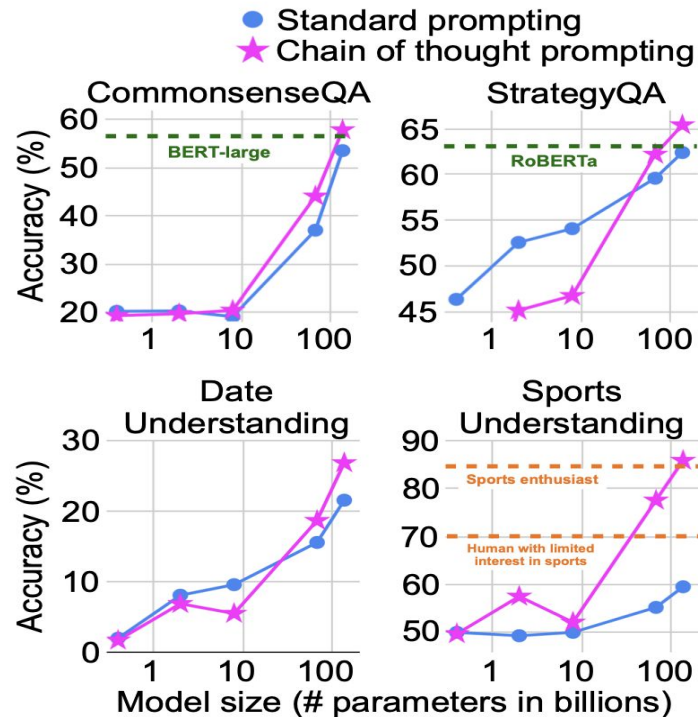 Standard prompting
Chain of thought prompting
CommonsenseQA
60
50
40
30
20
Accuracy (%)
BERT-large
1 10 100
StrategyQA
65
60
55
50
45
RoBERTa
1 10 100
Date
Understanding
30
20
10
0
Accuracy (%)
1 10 100
Sports
Understanding
90
80
70
60
50
Sports enthusiast
Human with limited
interest in sports
1 10 100
Model size (# parameters in billions)